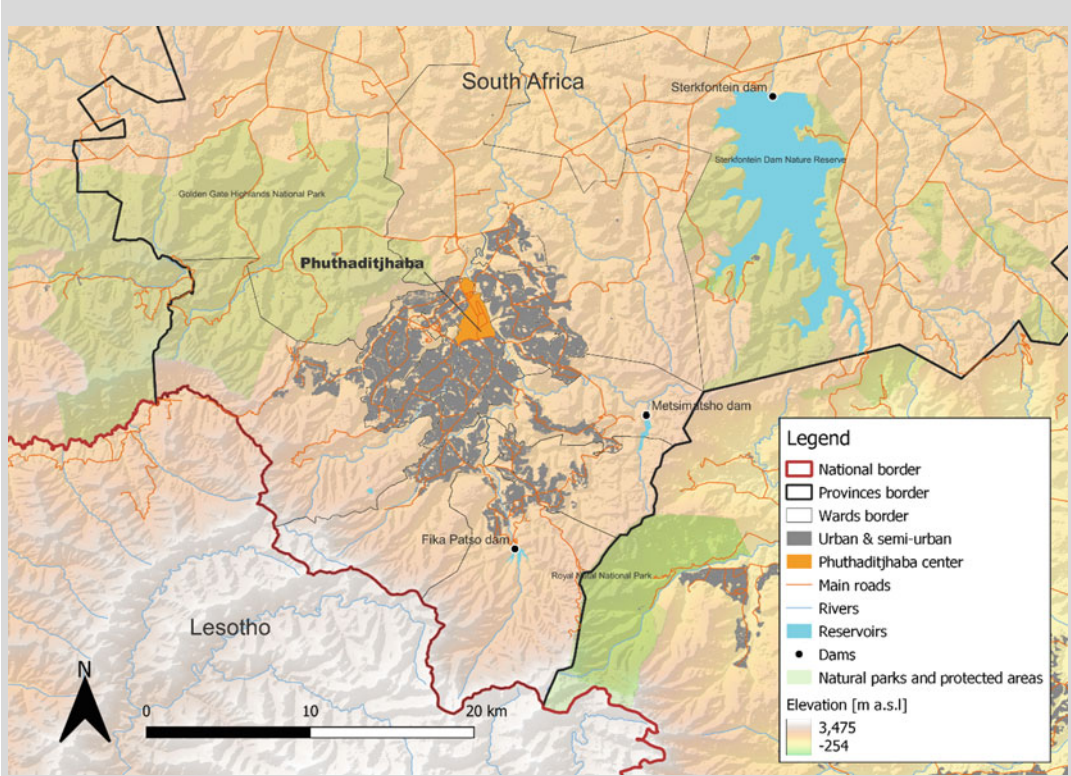 South Africa
Sterkfontein dam
Sterkfontein Dam Nature Reserve
Golden Gate Highlands National Park
Phuthaditjhaba
Metsimatsho dam
Fika Patso dam
Royal Natal National Park
Lesotho
N
0 10 20 km
Legend
National border
Provinces border
Wards border
Urban & semi-urban
Phuthaditjhaba center
Main roads
Rivers
Reservoirs
Dams
Natural parks and protected areas
Elevation [m a.s.l]
3,475
-254